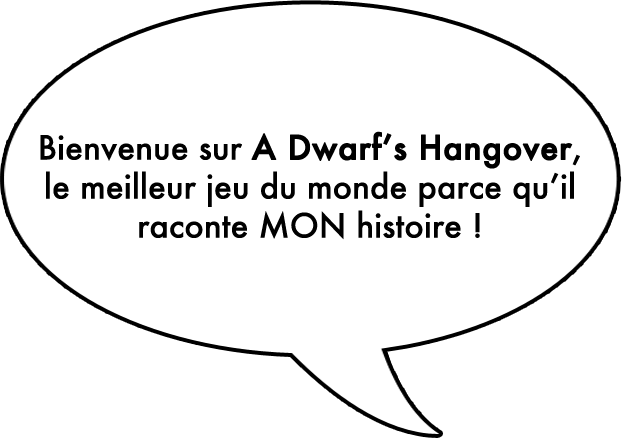 Bienvenue sur A Dwarf’s Hangover,
le meilleur jeu du monde parce qu’il
raconte MON histoire !